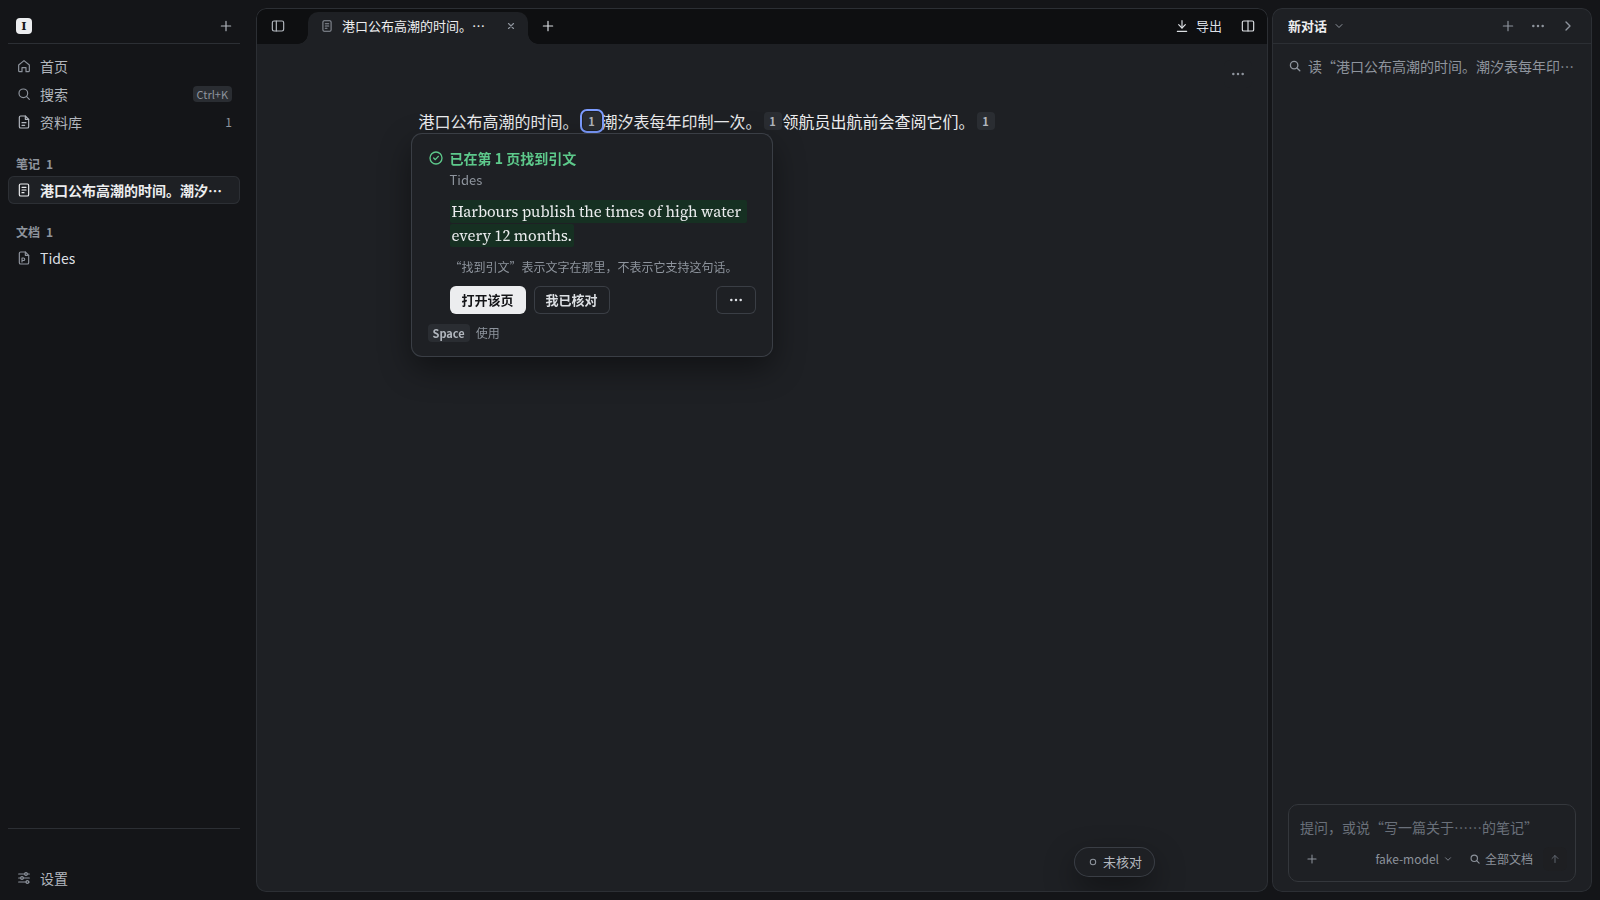 I
首页
搜索 Ctrl+K
资料库 1
笔记 1
港口公布高潮的时间。潮汐…
文档 1
Tides
设置
港口公布高潮的时间。…
导出
港口公布高潮的时间。 1 潮汐表每年印制一次。 1 领航员出航前会查阅它们。 1
已在第 1 页找到引文
Tides
Harbours publish the times of high water
every 12 months.
“找到引文”表示文字在那里，不表示它支持这句话。
打开该页 我已核对
Space 使用
未核对
新对话
读“港口公布高潮的时间。潮汐表每年印…
提问，或说“写一篇关于……的笔记”
fake-model 全部文档